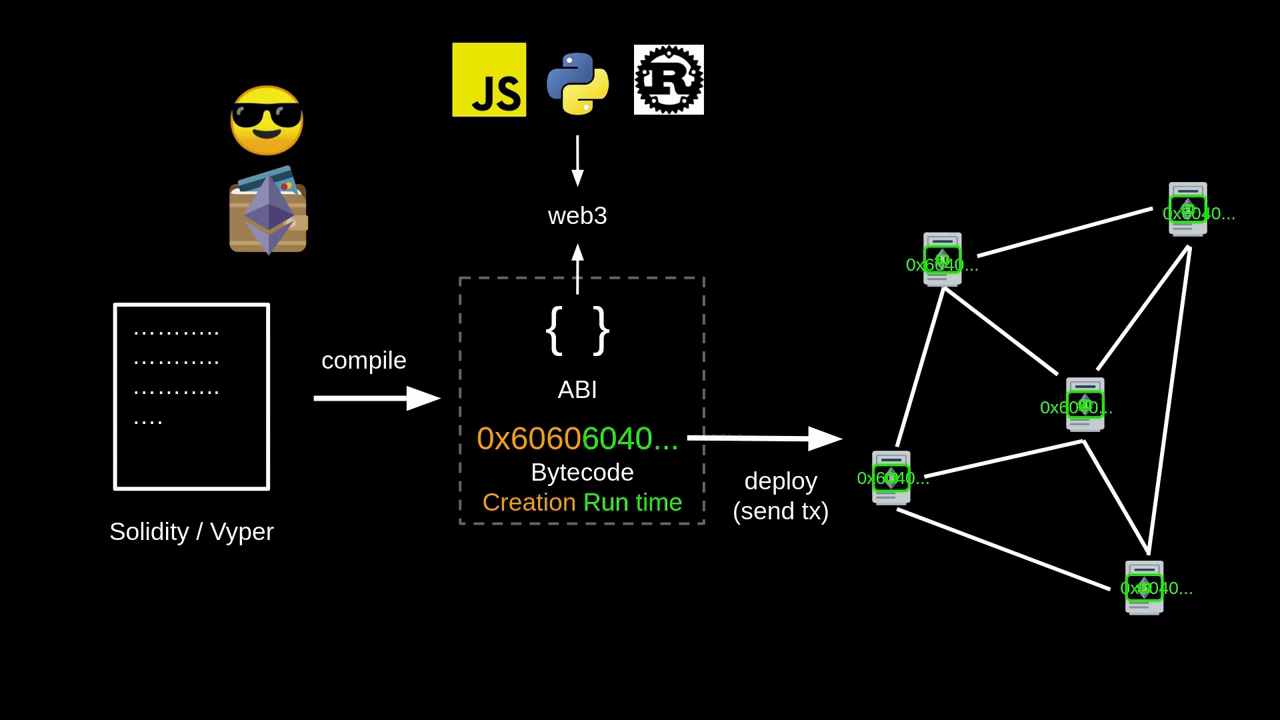 JS
R
web3
{ }
ABI
compile
0x60606040...
Bytecode
Creation Run time
deploy
(send tx)
...........
...........
...........
....
Solidity / Vyper
0x6040...
0x6040...
0x6040...
0x6040...
0x6040...